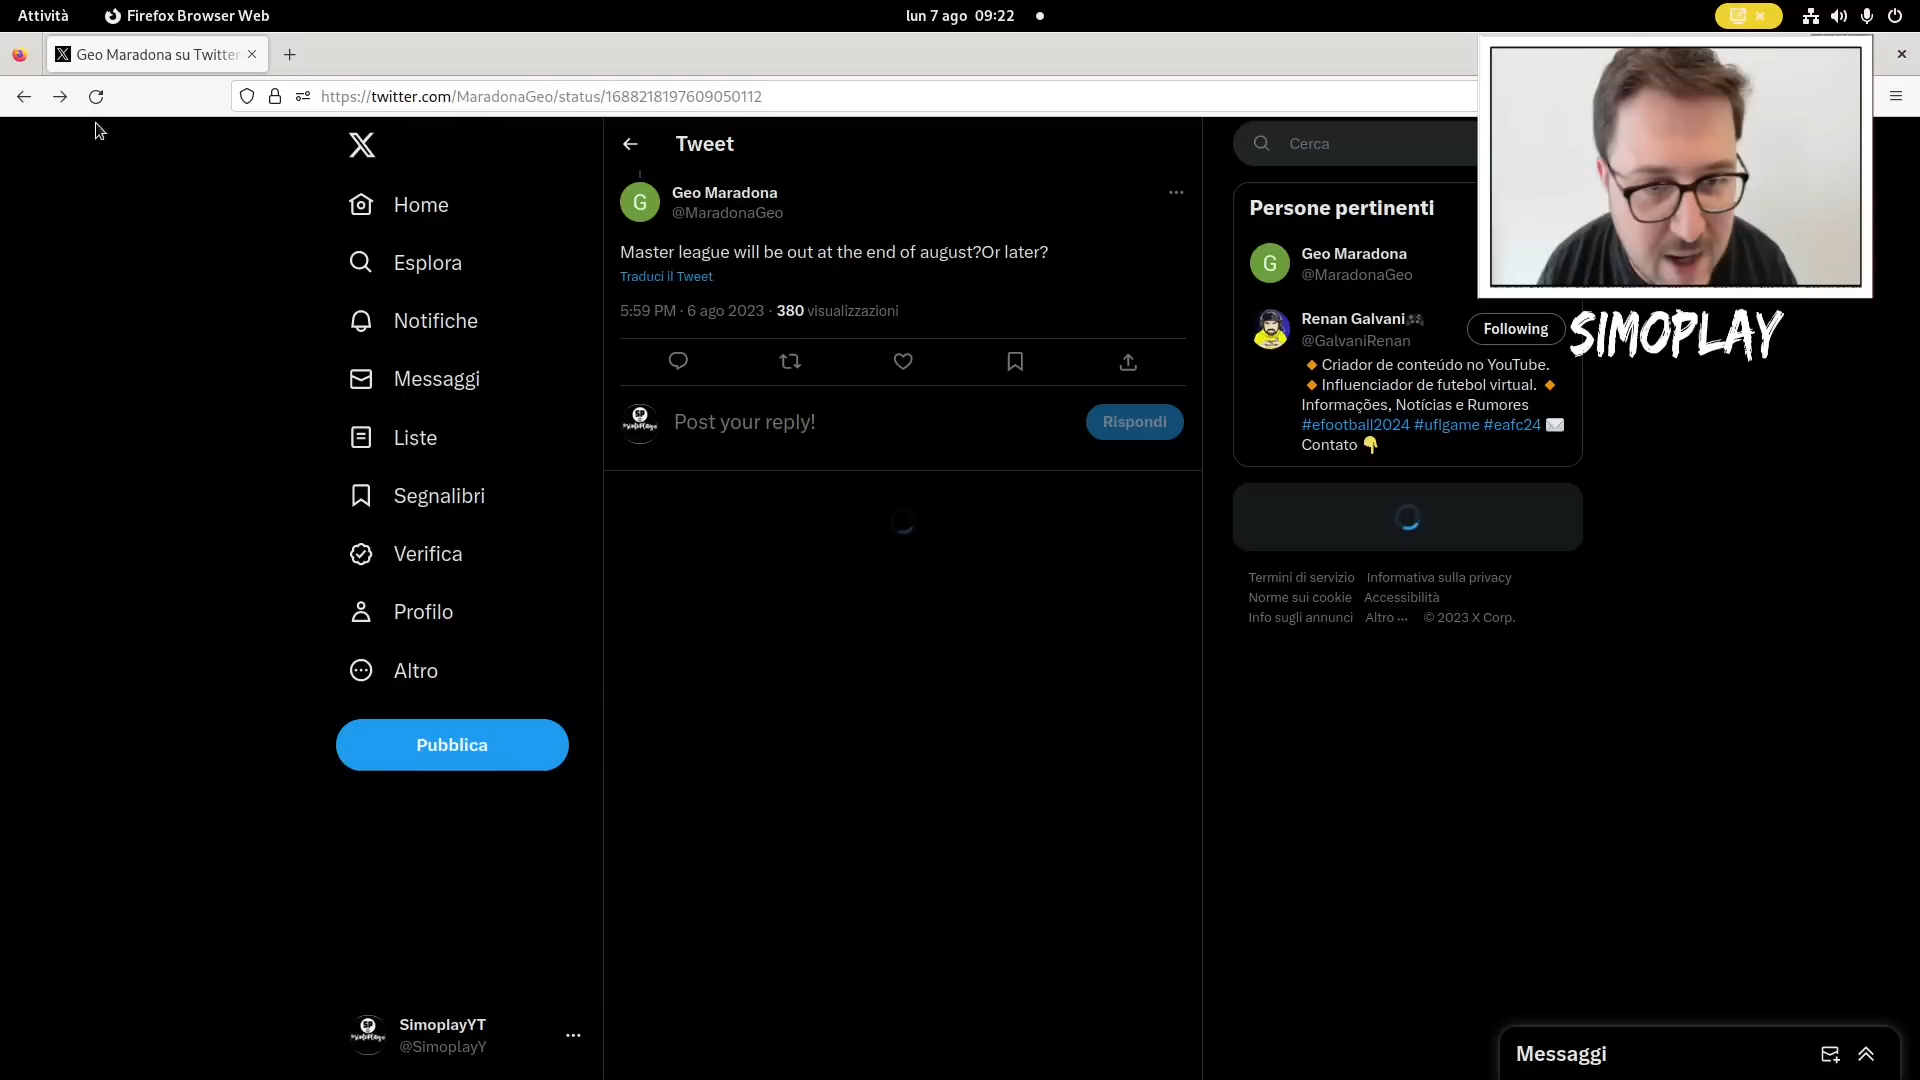 Attività
Firefox Browser Web
lun 7 ago 09:22
Geo Maradona su Twitter
https://twitter.com/MaradonaGeo/status/1688218197609050112
Home
Esplora
Notifiche
Messaggi
Liste
Segnalibri
Verifica
Profilo
Altro
Pubblica
SimoplayYT
@SimoplayY
Tweet
G
Geo Maradona
@MaradonaGeo
Master league will be out at the end of august?Or later?
Traduci il Tweet
5:59 PM · 6 ago 2023 · 380 visualizzazioni
Post your reply!
Rispondi
Cerca
Persone pertinenti
G
Geo Maradona
@MaradonaGeo
Renan Galvani🎮
@GalvaniRenan
Following
🔸Criador de conteúdo no YouTube.
🔸Influenciador de futebol virtual. 🔸
Informações, Notícias e Rumores
#efootball2024 #uflgame #eafc24 ✉️
Contato 👇
Termini di servizio Informativa sulla privacy
Norme sui cookie Accessibilità
Info sugli annunci Altro ··· © 2023 X Corp.
SIMOPLAY
Messaggi